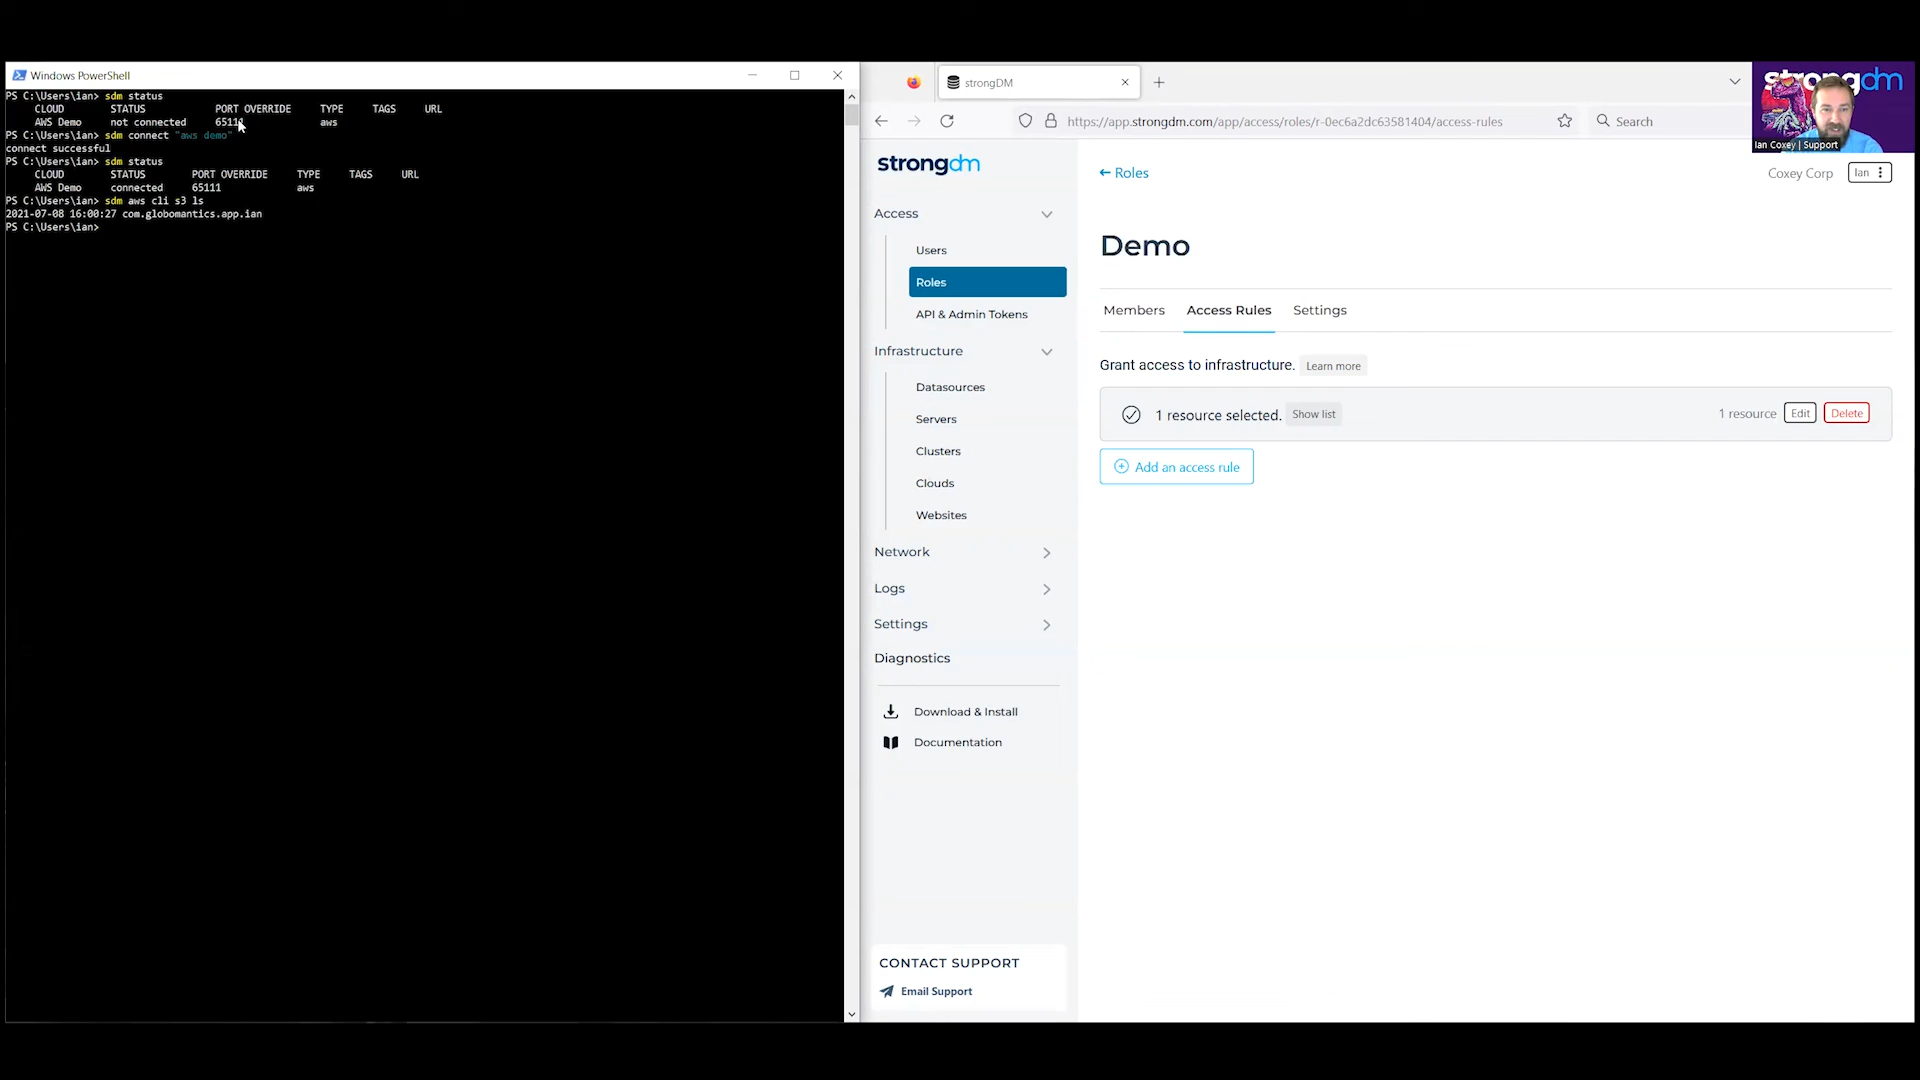 Windows PowerShell
PS C:\Users\ian> sdm status
CLOUD STATUS PORT OVERRIDE TYPE TAGS URL
AWS Demo not connected 65111 aws
PS C:\Users\ian> sdm connect "aws demo"
connect successful
PS C:\Users\ian> sdm status
CLOUD STATUS PORT OVERRIDE TYPE TAGS URL
AWS Demo connected 65111 aws
PS C:\Users\ian> sdm aws cli s3 ls
2021-07-08 16:00:27 com.globomantics.app.ian
PS C:\Users\ian>
strongDM
https://app.strongdm.com/app/access/roles/r-0ec6a2dc63581404/access-rules
Search
strongdm
Ian Coxey | Support
strongdm
Access
Users
Roles
API & Admin Tokens
Infrastructure
Datasources
Servers
Clusters
Clouds
Websites
Network
Logs
Settings
Diagnostics
Download & Install
Documentation
CONTACT SUPPORT
Email Support
← Roles
Coxey Corp
Ian
Demo
Members Access Rules Settings
Grant access to infrastructure. Learn more
1 resource selected. Show list
1 resource Edit Delete
Add an access rule